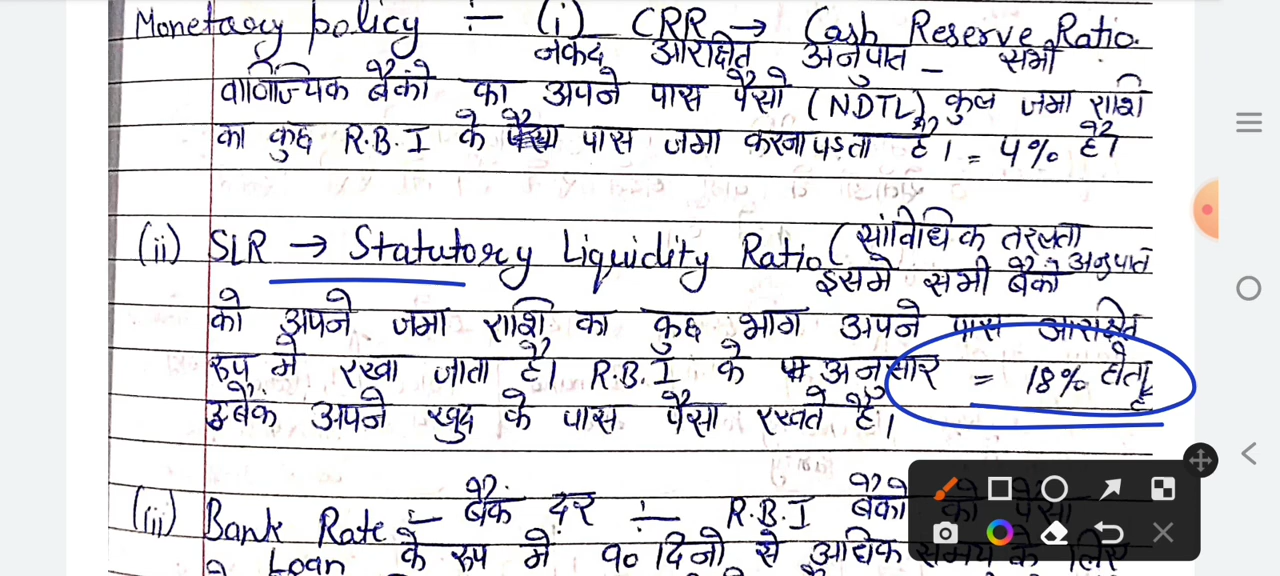 Monetary policy ÷ (i) CRR → Cash Reserve Ratio.
नकद आरक्षित अनुपात _ सभी
वाणिज्यिक बैंको का अपने पास पैसो (NDTL) कुल जमा राशि
का कुछ R.B.I के पास जमा करना पडता है। = 4% है।
(ii) SLR → Statutory Liquidity Ratio (सांविधिक तरलता
अनुपात
इसमे सभी बैंको
को अपने जमा राशि का कुछ भाग अपने पास आरक्षित
रूप में रखा जाता है। R.B.I के अनुसार = 18% होता है
बैंक अपने खुद के पास पैसा रखते है।
(iii) Bank Rate ÷ बैंक दर ÷ R.B.I बैंको को पैसा
Loan के रूप में 90 दिनो से अधिक समय के लिए